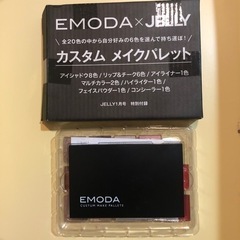 EMODA×JELLY
全20色の中から自分好みの6色を選んで持ち運ぶ!
カスタム メイクパレット
アイシャドウ8色/リップ&チーク6色/アイライナー1色
マルチカラー2色/ハイライター1色/
フェイスパウダー1色/コンシーラー1色
JELLY1月号 特別付録
EMODA
CUSTUM MAKE PALLETE